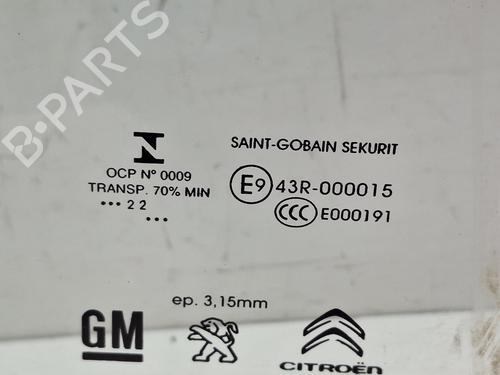 B-PARTS
N
OCP Nº 0009
TRANSP. 70% MIN
••• 2 2 ••
•••
SAINT-GOBAIN SEKURIT
E9 43R-000015
CCC E000191
ep. 3,15mm
GM
CITROËN